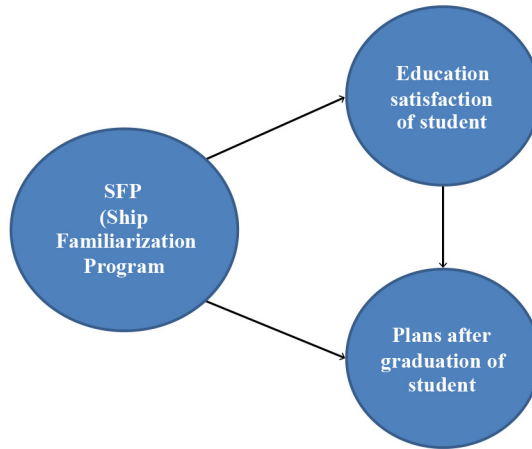 Education
satisfaction
of student
SFP
(Ship
Familiarization
Program
Plans after
graduation of
student